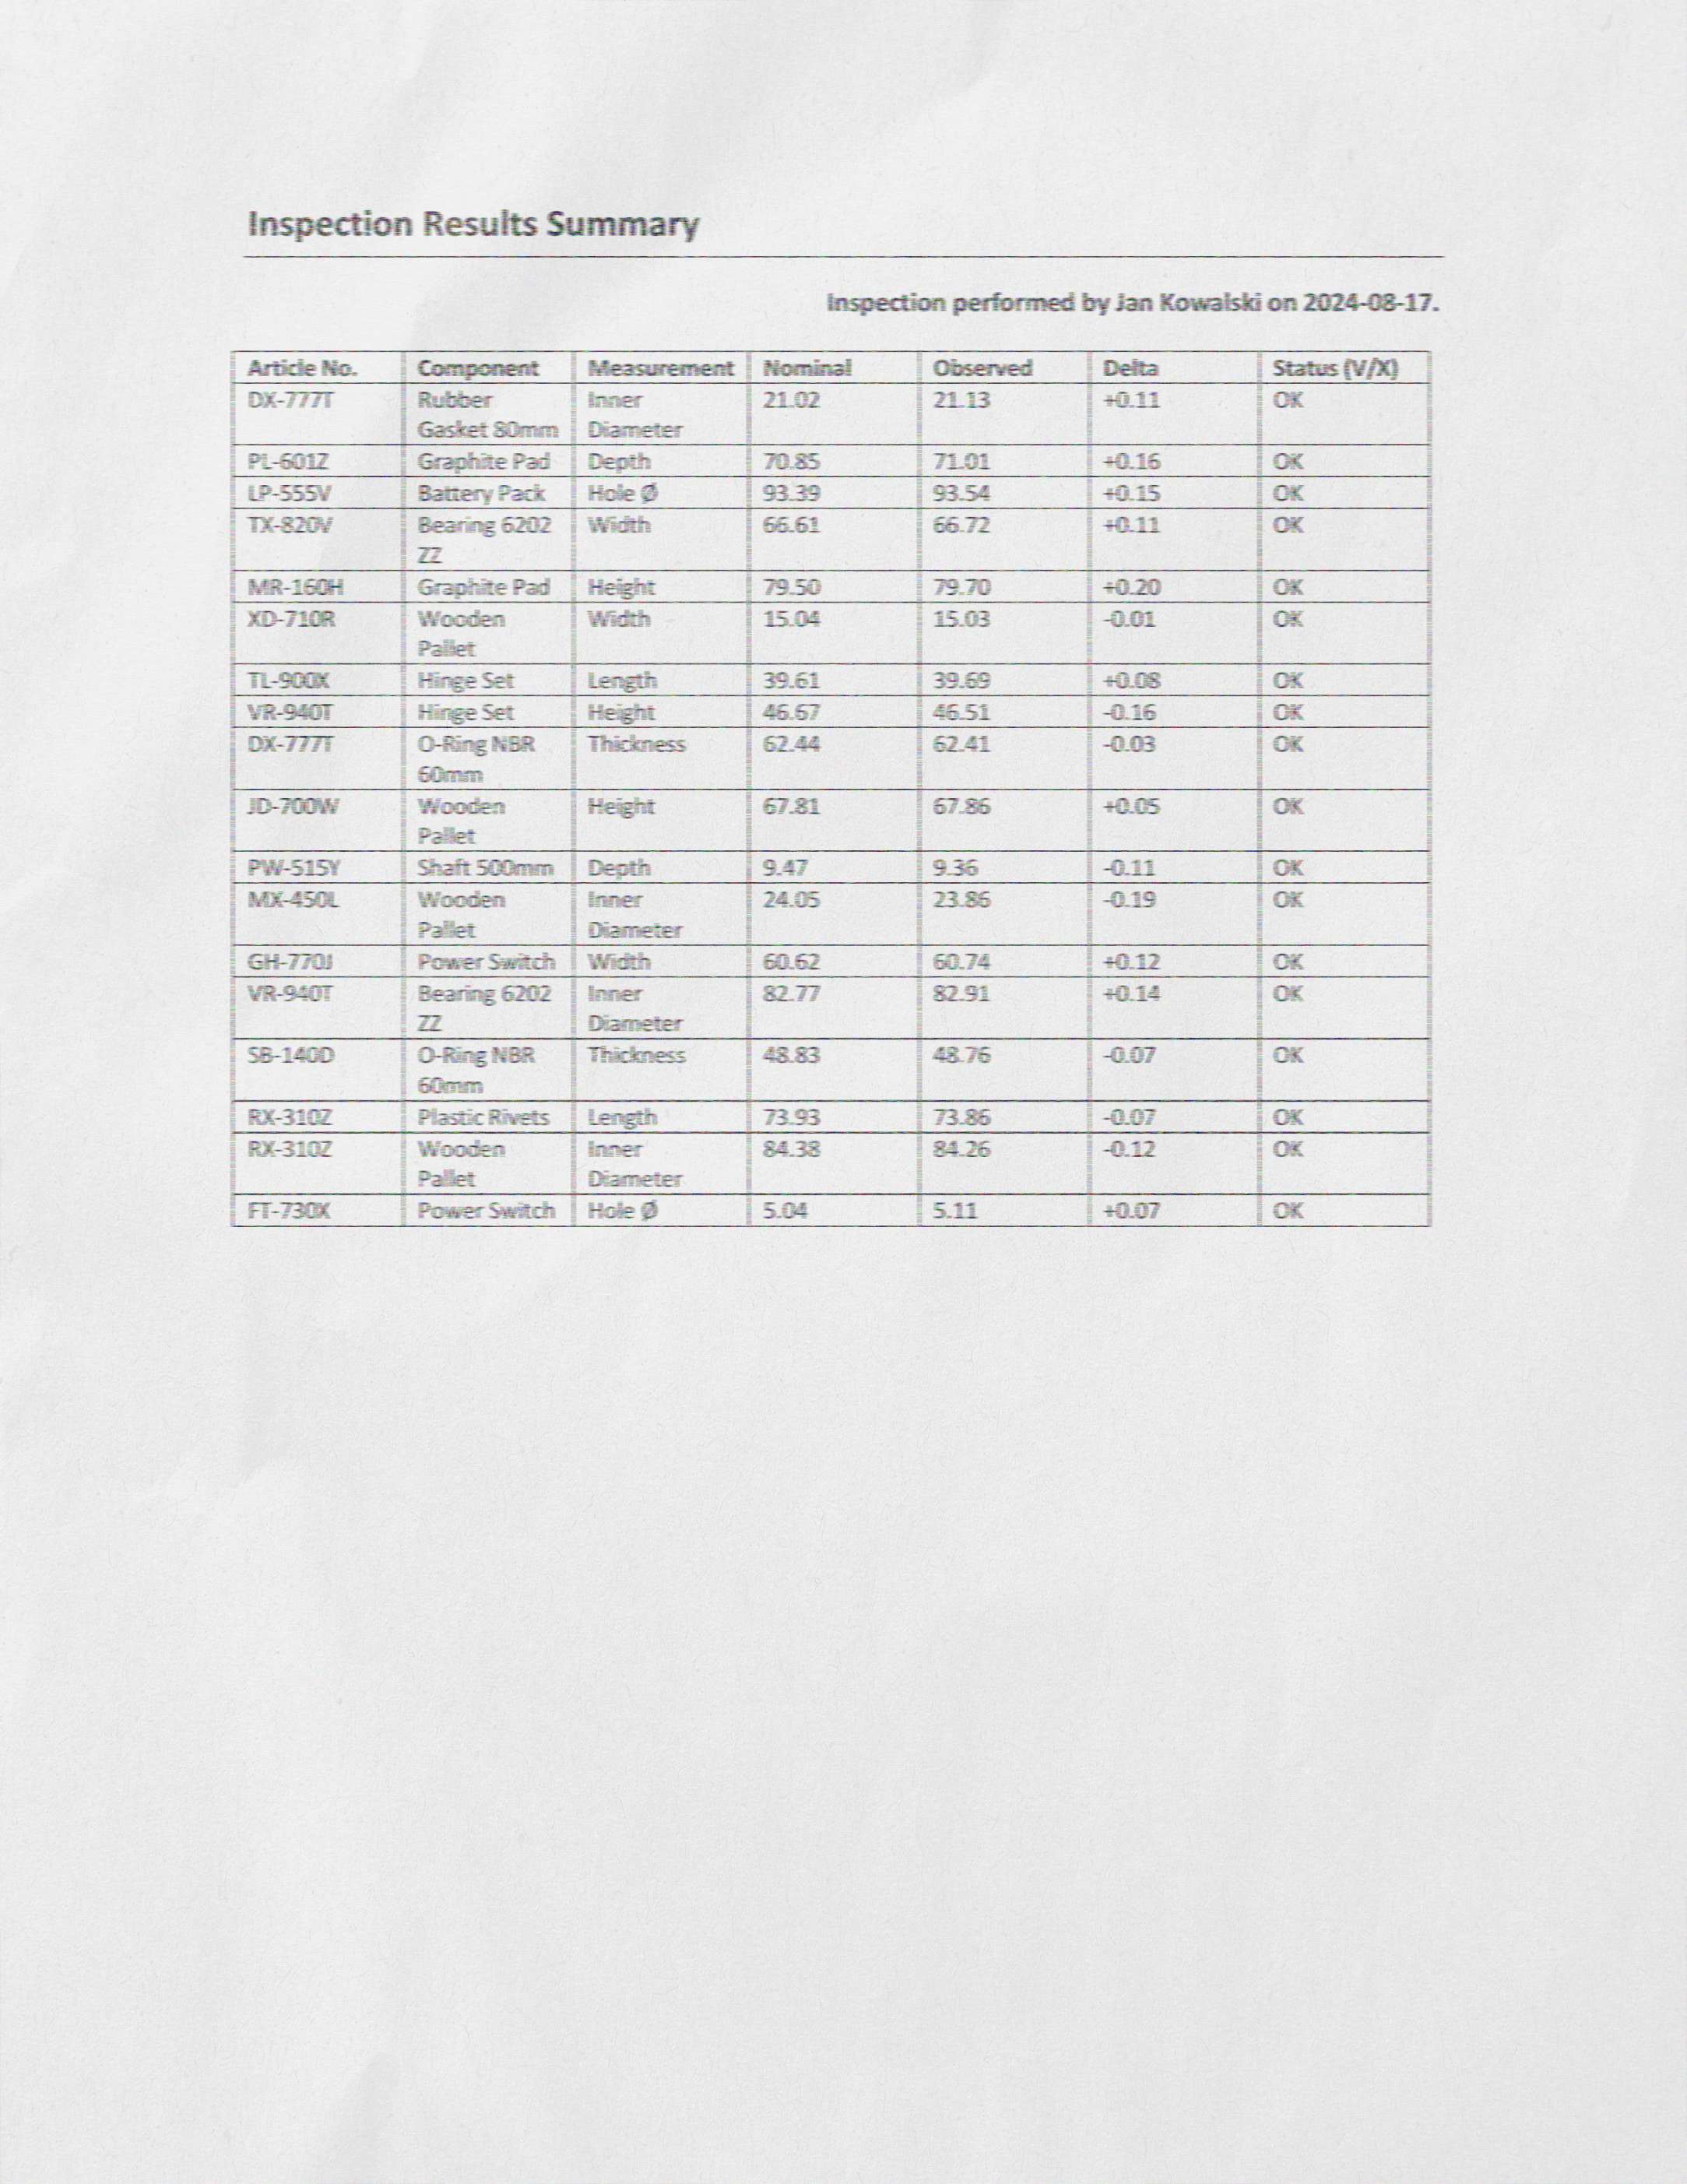 Inspection Results Summary
Inspection performed by Jan Kowalski on 2024-08-17.
Article No. Component Measurement Nominal Observed Delta Status (V/X)
DX-777T Rubber Inner 21.02 21.13 +0.11 OK
Gasket 80mm Diameter
PL-601Z Graphite Pad Depth 70.85 71.01 +0.16 OK
LP-555V Battery Pack Hole Ø 93.39 93.54 +0.15 OK
TX-820V Bearing 6202 Width 66.61 66.72 +0.11 OK
ZZ
MR-160H Graphite Pad Height 79.50 79.70 +0.20 OK
XD-710R Wooden Width 15.04 15.03 -0.01 OK
Pallet
TL-900X Hinge Set Length 39.61 39.69 +0.08 OK
VR-940T Hinge Set Height 46.67 46.51 -0.16 OK
DX-777T O-Ring NBR Thickness 62.44 62.41 -0.03 OK
60mm
JD-700W Wooden Height 67.81 67.86 +0.05 OK
Pallet
PW-515Y Shaft 500mm Depth 9.47 9.36 -0.11 OK
MX-450L Wooden Inner 24.05 23.86 -0.19 OK
Pallet Diameter
GH-770J Power Switch Width 60.62 60.74 +0.12 OK
VR-940T Bearing 6202 Inner 82.77 82.91 +0.14 OK
ZZ Diameter
SB-140D O-Ring NBR Thickness 48.83 48.76 -0.07 OK
60mm
RX-310Z Plastic Rivets Length 73.93 73.86 -0.07 OK
RX-310Z Wooden Inner 84.38 84.26 -0.12 OK
Pallet Diameter
FT-730X Power Switch Hole Ø 5.04 5.11 +0.07 OK